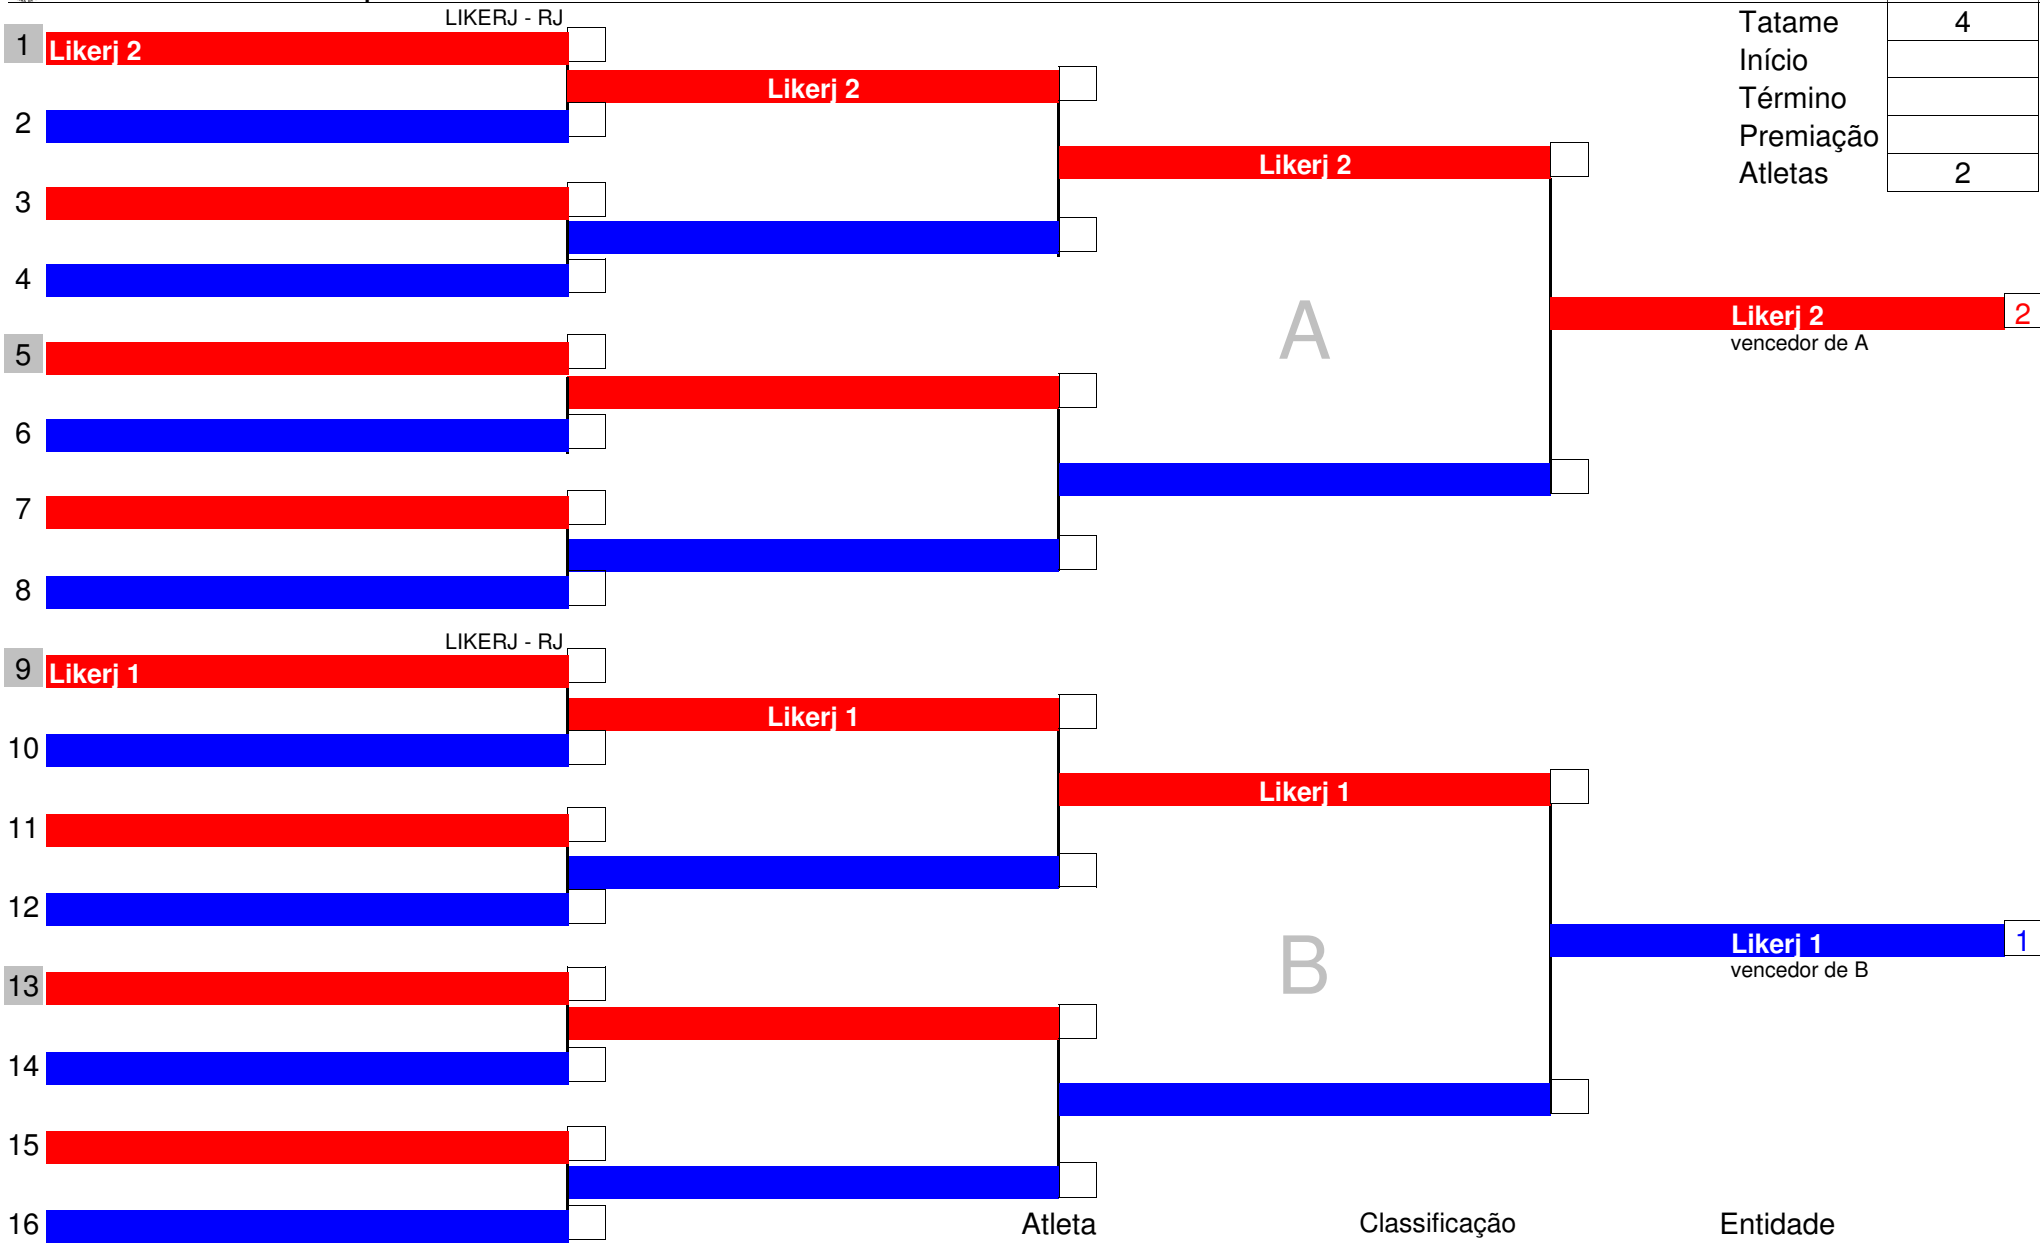 LIKERJ - RJ
Tatame 4
1 Likerj 2
Início
Likerj 2
Término
2
Premiação
Likerj 2
Atletas 2
3
4
A
Likerj 2 2
vencedor de A
5
6
7
8
LIKERJ - RJ
9 Likerj 1
Likerj 1
10
Likerj 1
11
12
B
Likerj 1 1
vencedor de B
13
14
15
16
Atleta Classificação Entidade